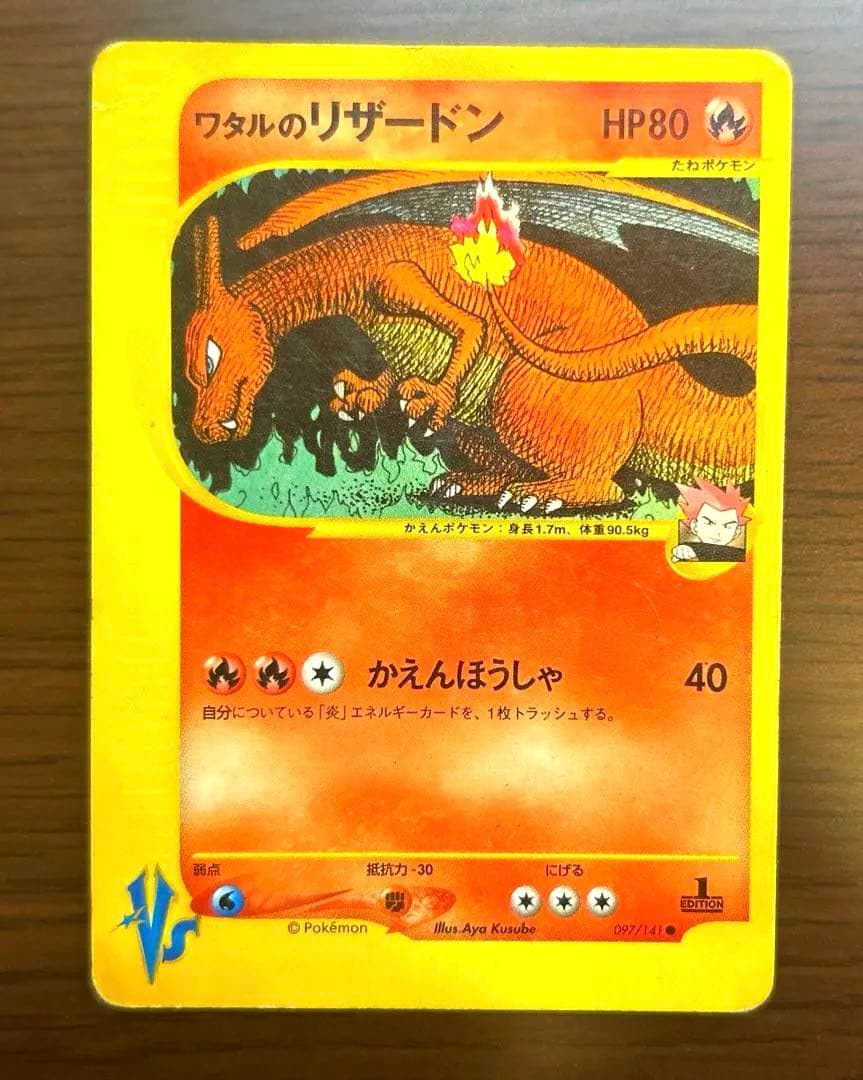 ワタルのリザードン HP80
たねポケモン
かえんポケモン：身長1.7m、体重90.5kg
かえんほうしゃ 40
自分についている「炎」エネルギーカードを、1枚トラッシュする。
弱点 抵抗力 -30 にげる
1
EDITION
VS
© Pokémon Illus. Aya Kusube 097/141 ●